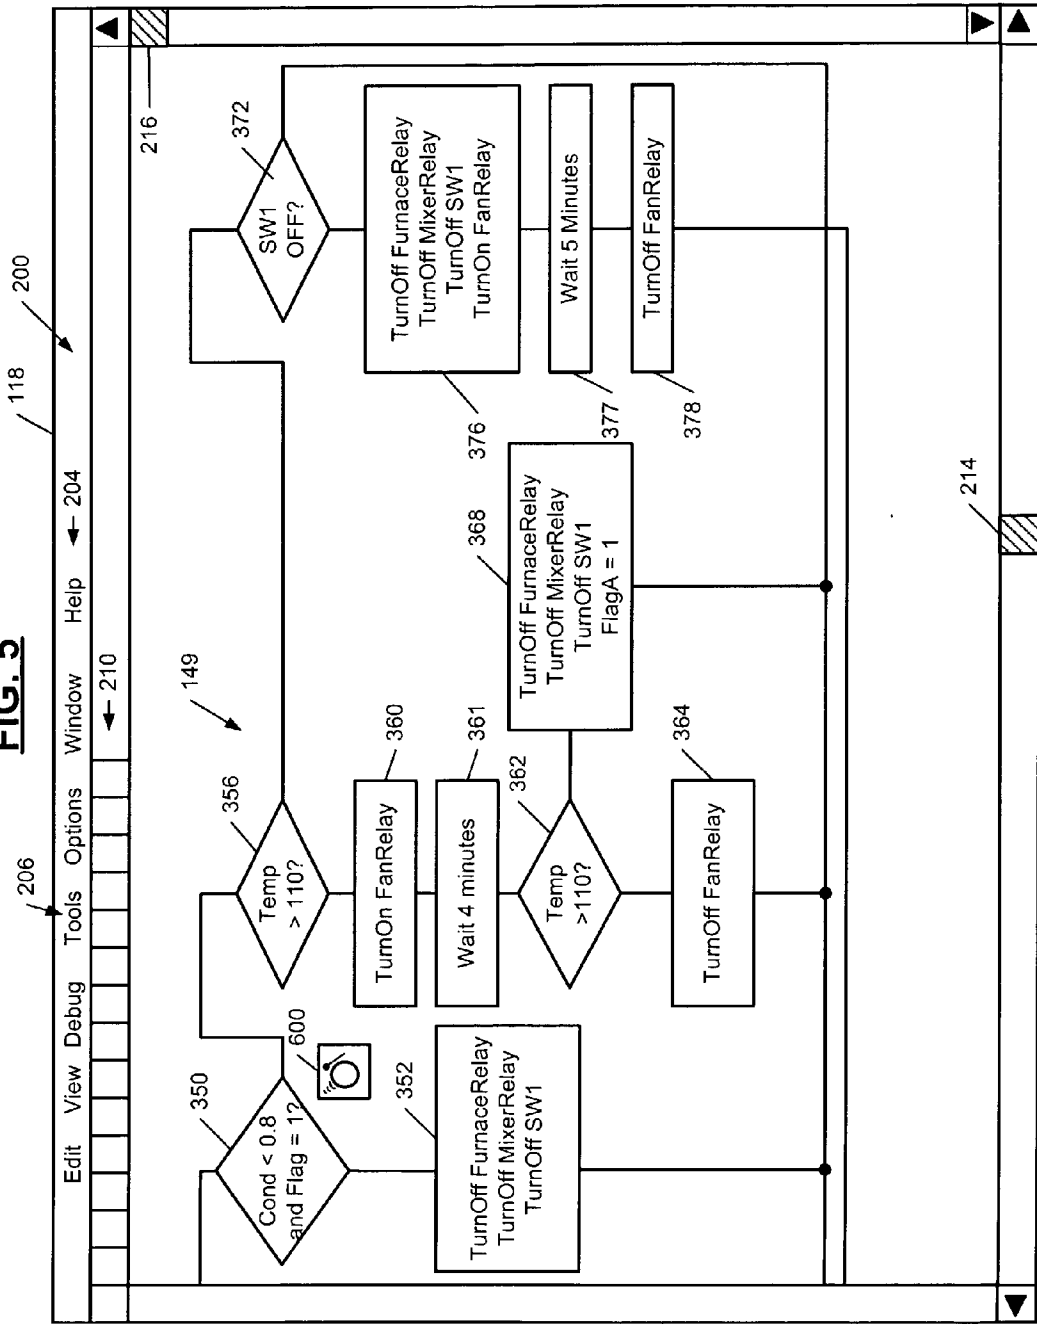 FIG. 5
118
200
204
206
Edit View Debug Tools Options Window Help
210
216
149
350
Cond < 0.8
and Flag = 1?
600
352
TurnOff FurnaceRelay
TurnOff MixerRelay
TurnOff SW1
356
Temp
> 110?
360
TurnOn FanRelay
361
Wait 4 minutes
362
Temp
>110?
364
TurnOff FanRelay
368
TurnOff FurnaceRelay
TurnOff MixerRelay
TurnOff SW1
FlagA = 1
372
SW1
OFF?
376
TurnOff FurnaceRelay
TurnOff MixerRelay
TurnOff SW1
TurnOn FanRelay
377
Wait 5 Minutes
378
TurnOff FanRelay
214